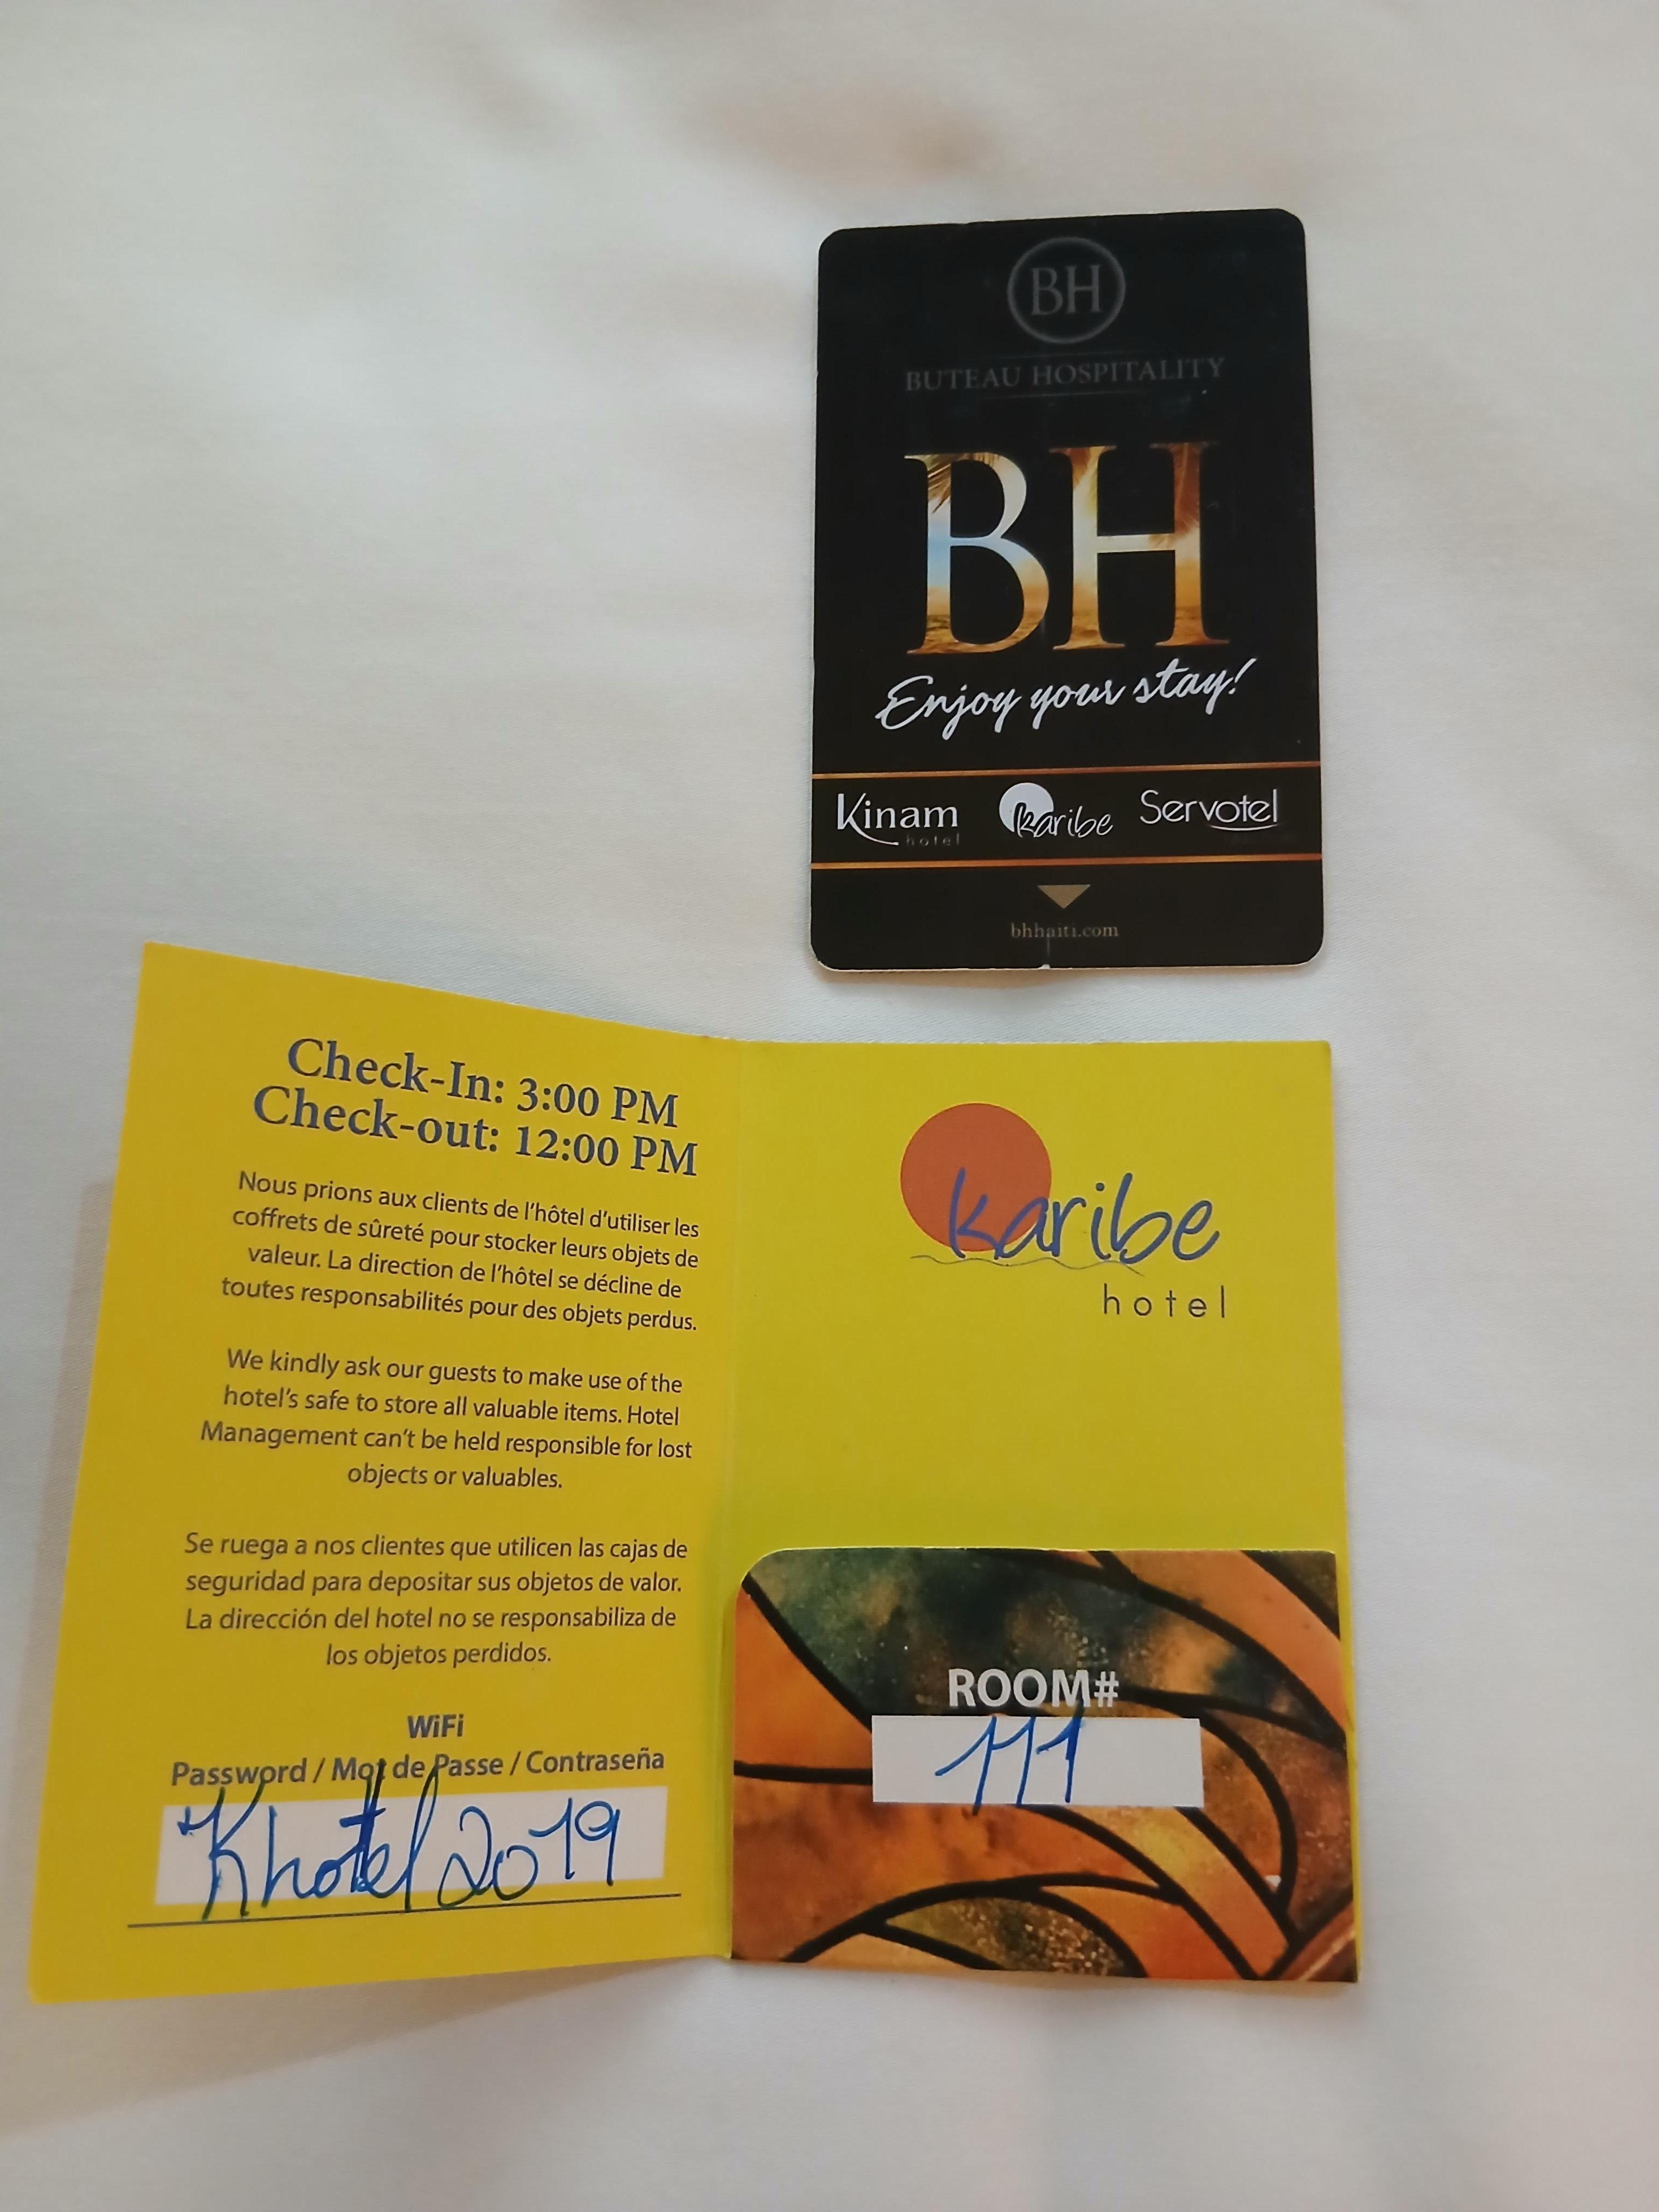 BH
BUTEAU HOSPITALITY
BH
Enjoy your stay!
Kinam hotel karibe Servotel
bhhaiti.com
Check-In: 3:00 PM
Check-out: 12:00 PM
Nous prions aux clients de l'hôtel d'utiliser les
coffrets de sûreté pour stocker leurs objets de
valeur. La direction de l'hôtel se décline de
toutes responsabilités pour des objets perdus.
We kindly ask our guests to make use of the
hotel's safe to store all valuable items. Hotel
Management can't be held responsible for lost
objects or valuables.
Se ruega a nos clientes que utilicen las cajas de
seguridad para depositar sus objetos de valor.
La dirección del hotel no se responsabiliza de
los objetos perdidos.
WiFi
Password / Mot de Passe / Contraseña
Khotel2019
karibe
hotel
ROOM#
111